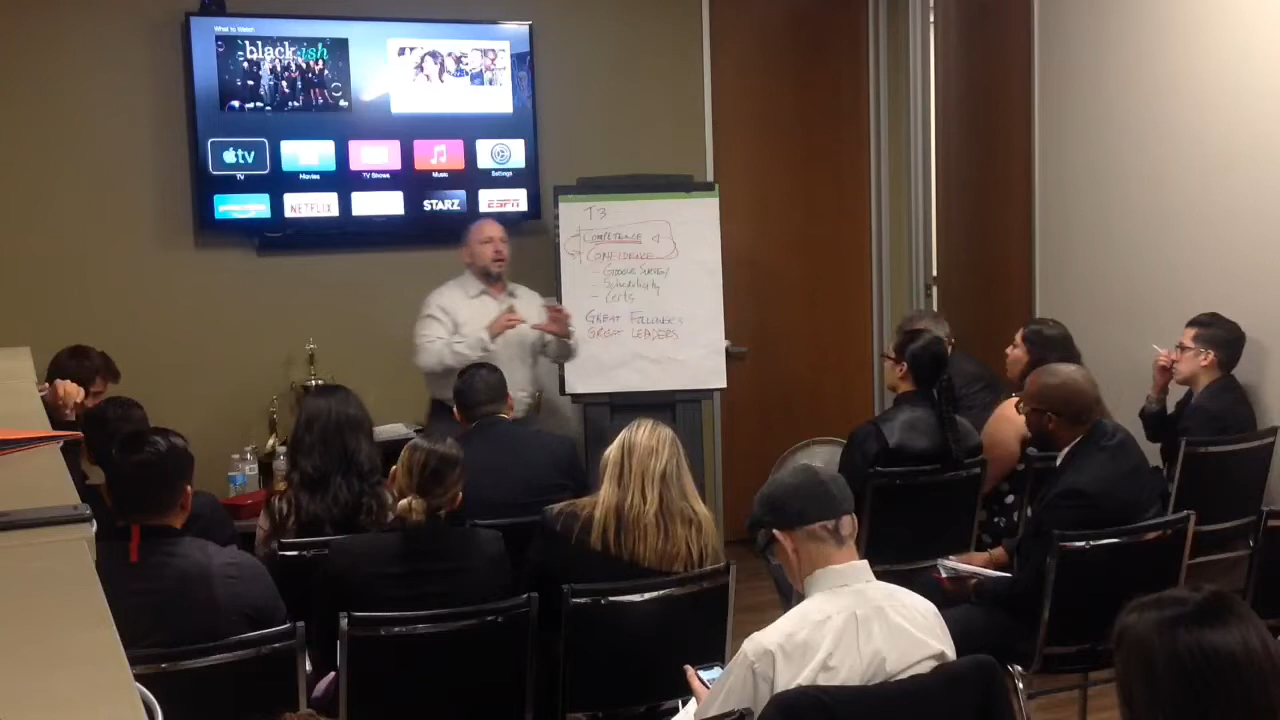 What to Watch
black-ish
tv
TV
Movies
TV Shows
Music
Settings
NETFLIX
STARZ
ESPN
T3
COMPETENCE
CONFIDENCE
- GOOGLE SURVEY
- Certs
GREAT FOLLOWERS
GREAT LEADERS